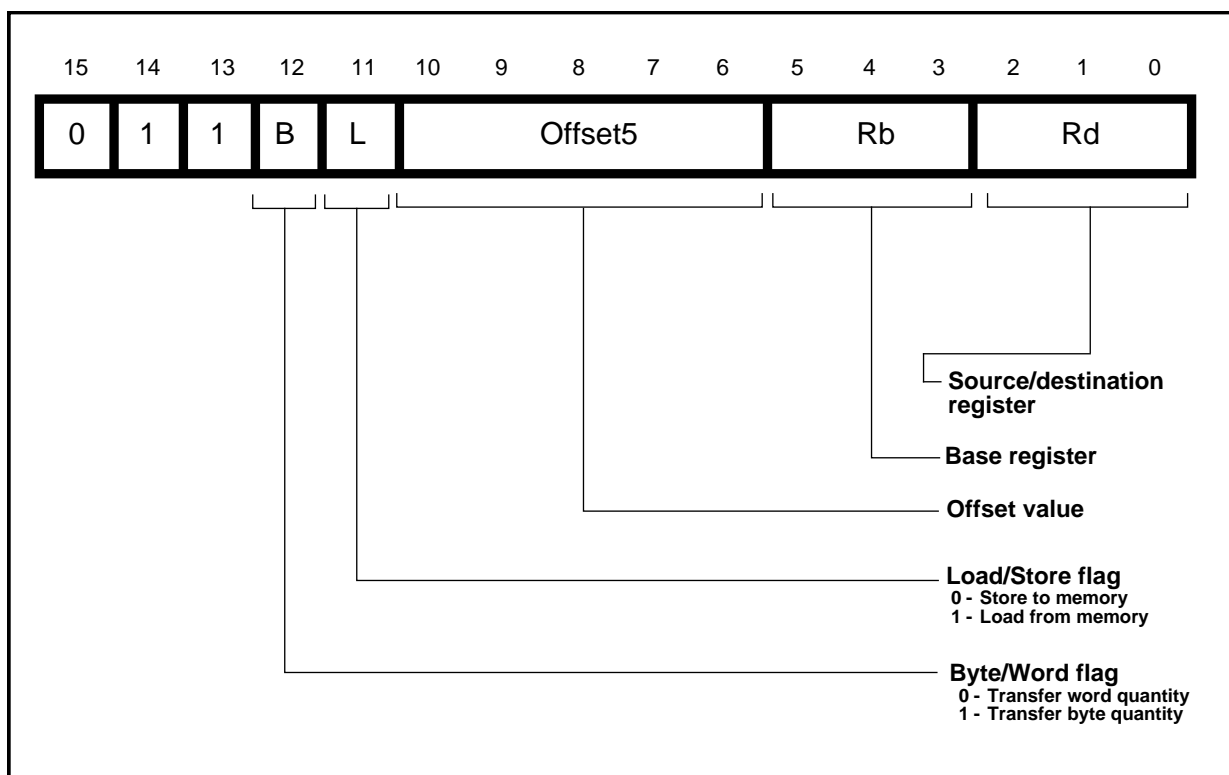 15 14 13 12 11 10 9 8 7 6 5 4 3 2 1 0
0 1 1 B L Offset5 Rb Rd
Source/destination
register
Base register
Offset value
Load/Store flag
0 - Store to memory
1 - Load from memory
Byte/Word flag
0 - Transfer word quantity
1 - Transfer byte quantity